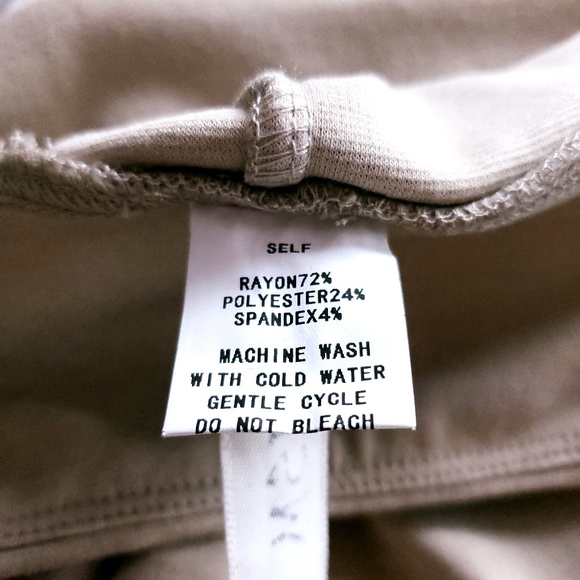 SELF
RAYON72%
POLYESTER24%
SPANDEX4%
MACHINE WASH
WITH COLD WATER
GENTLE CYCLE
DO NOT BLEACH